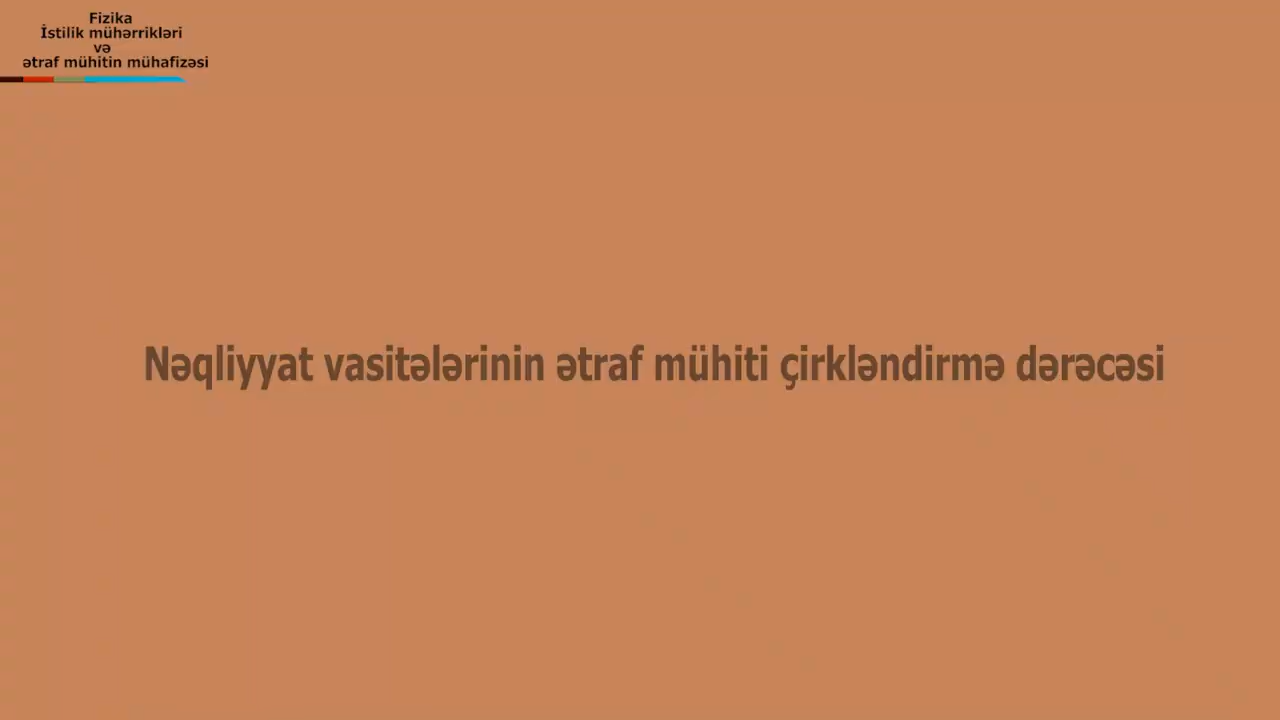 Fizika
İstilik mühərrikləri
və
ətraf mühitin mühafizəsi
Nəqliyyat vasitələrinin ətraf mühiti çirkləndirmə dərəcəsi